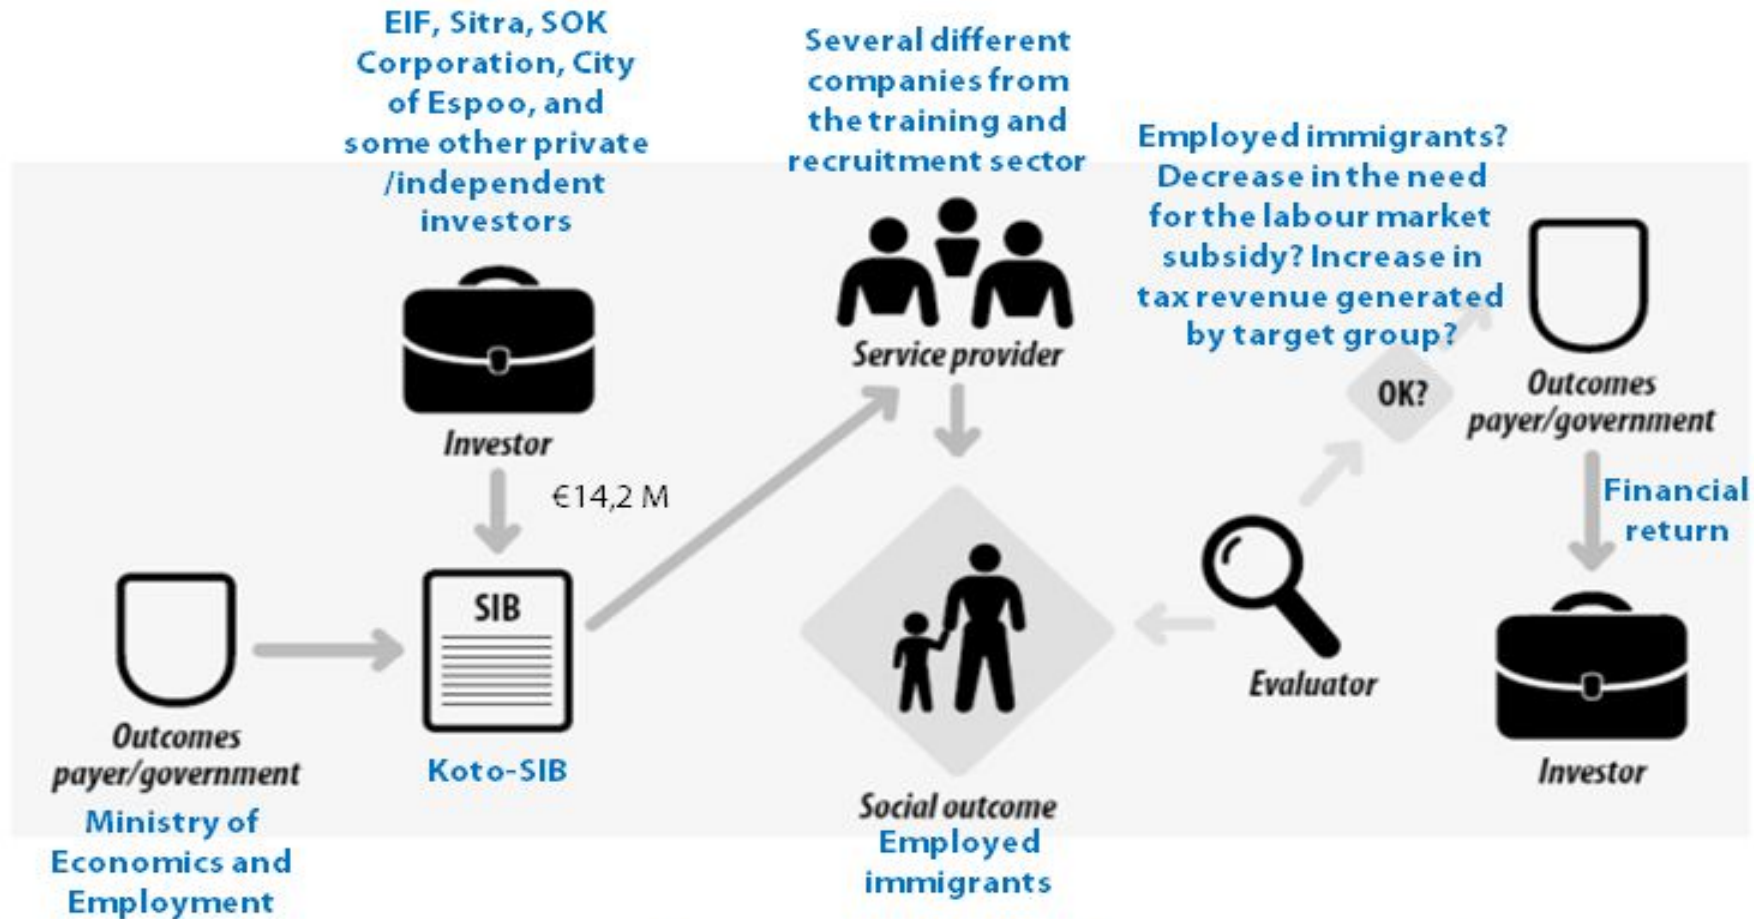 EIF, Sitra, SOK
Corporation, City
of Espoo, and
some other private
/independent
investors
Investor
€14,2 M
SIB
Koto-SIB
Outcomes
payer/government
Ministry of
Economics and
Employment
Several different
companies from
the training and
recruitment sector
Service provider
Social outcome
Employed
immigrants
Employed immigrants?
Decrease in the need
for the labour market
subsidy? Increase in
tax revenue generated
by target group?
OK?
Evaluator
Outcomes
payer/government
Financial
return
Investor